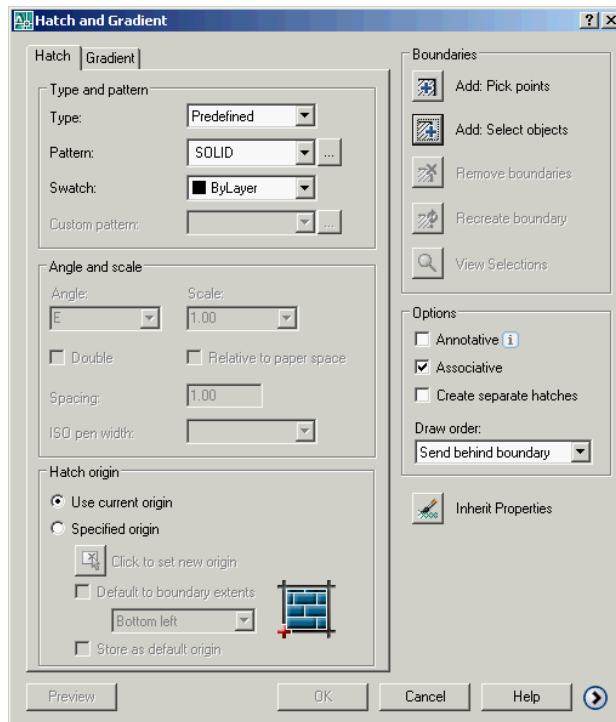 Hatch and Gradient
Hatch
Gradient
Type and pattern
Type:
Predefined
Pattern:
SOLID
...
Swatch:
ByLayer
Custom pattern:
...
Angle and scale
Angle:
Scale:
E
1.00
Double
Relative to paper space
Spacing:
1.00
ISO pen width:
Hatch origin
Use current origin
Specified origin
Click to set new origin
Default to boundary extents
Bottom left
Store as default origin
Boundaries
Add: Pick points
Add: Select objects
Remove boundaries
Recreate boundary
View Selections
Options
Annotative
Associative
Create separate hatches
Draw order:
Send behind boundary
Inherit Properties
Preview
OK
Cancel
Help